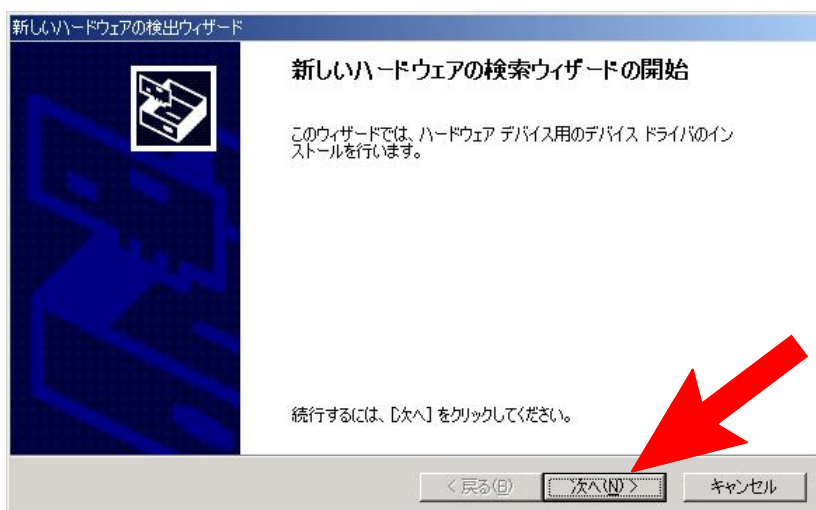 新しいハードウェアの検出ウィザード
新しいハードウェアの検索ウィザードの開始
このウィザードでは、ハードウェア デバイス用のデバイス ドライバのイン
ストールを行います。
続行するには、[次へ] をクリックしてください。
< 戻る(B)
次へ(N) >
キャンセル